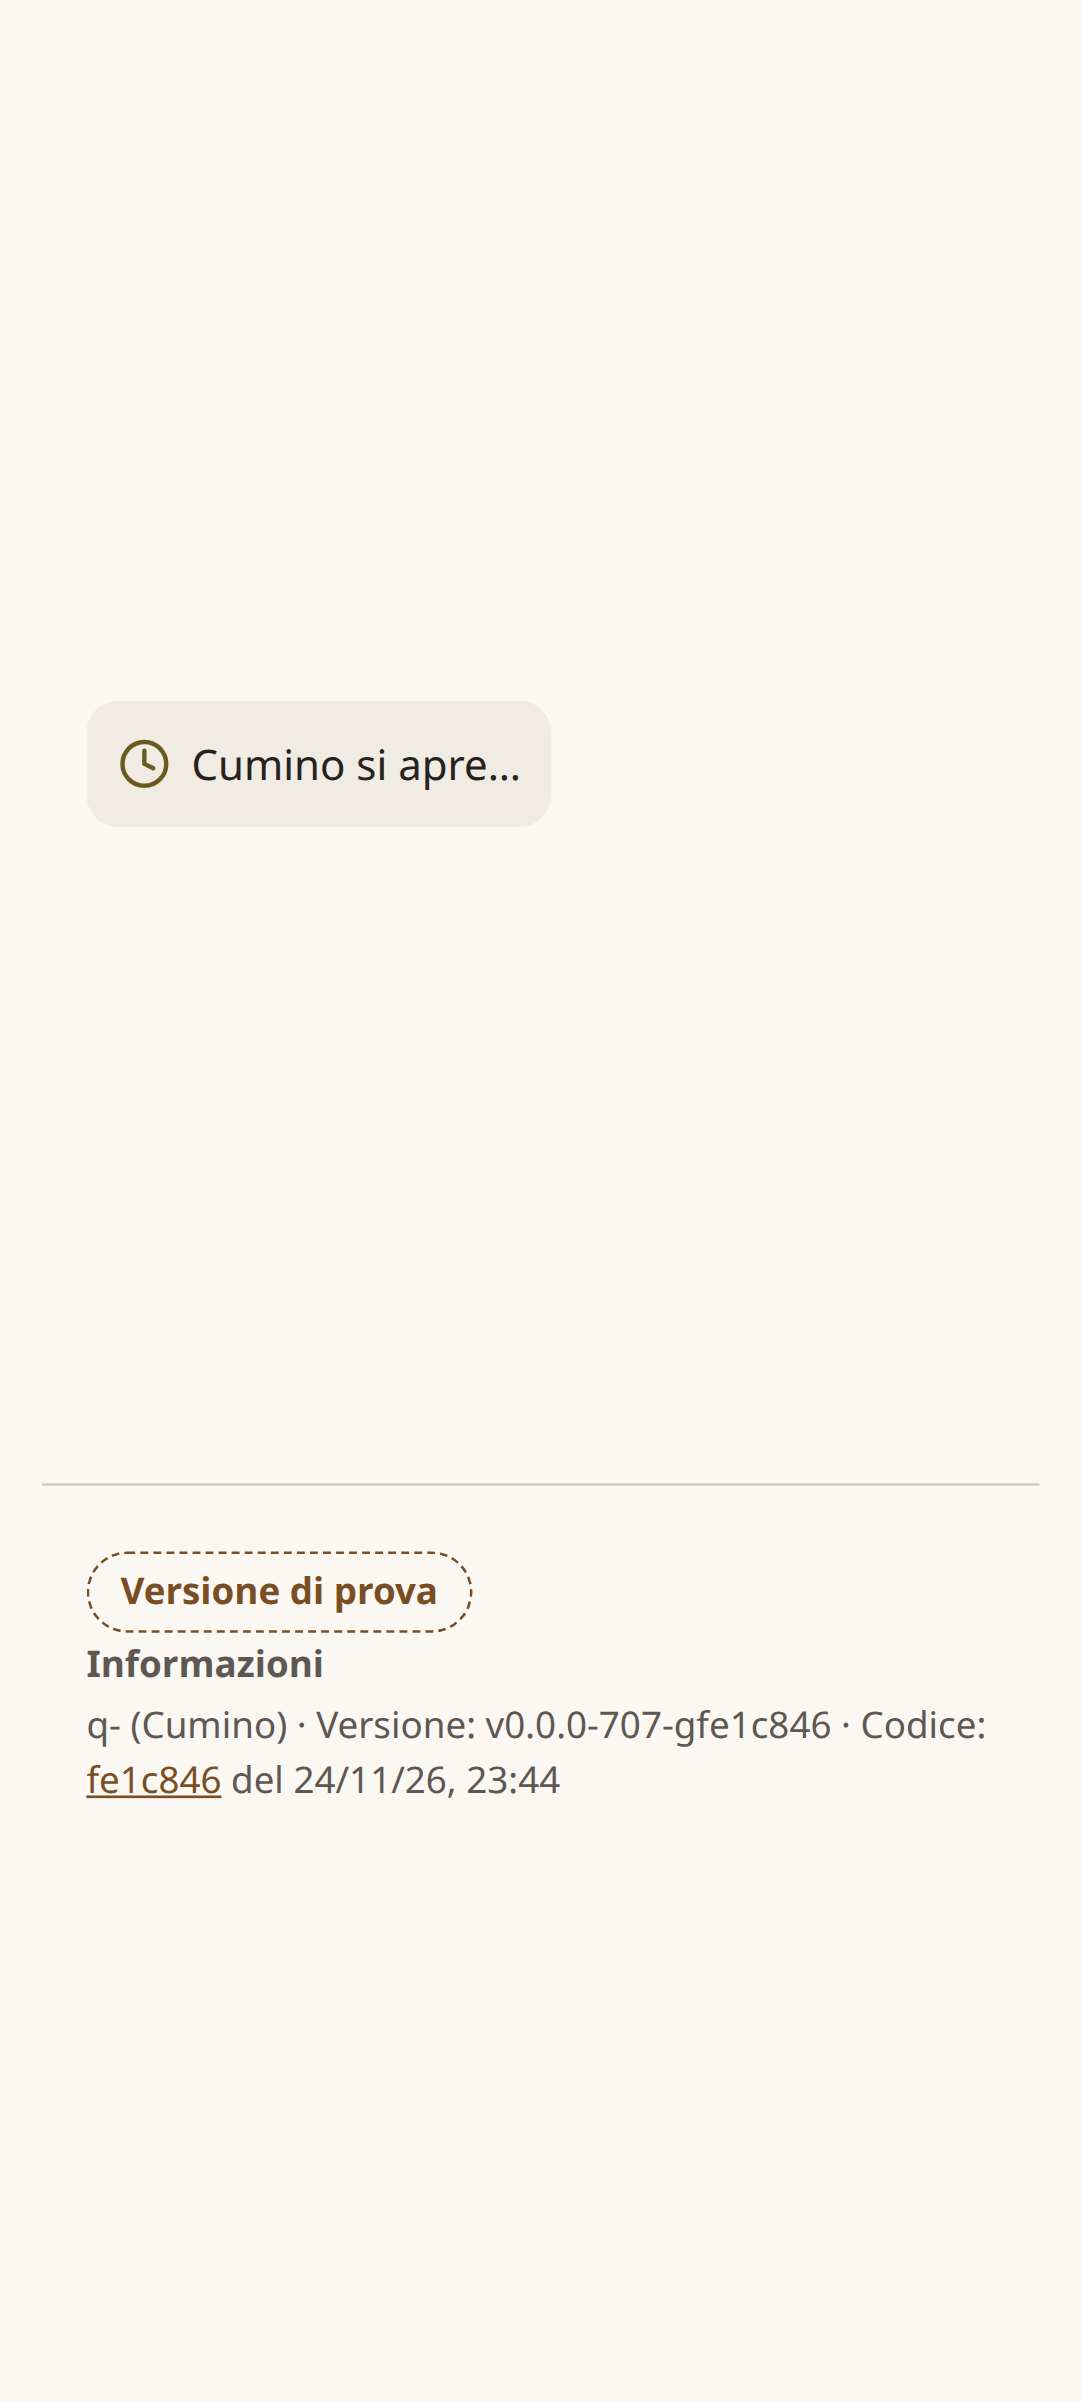 Cumino si apre…
Versione di prova
Informazioni
q- (Cumino) · Versione: v0.0.0-707-gfe1c846 · Codice:
fe1c846 del 24/11/26, 23:44